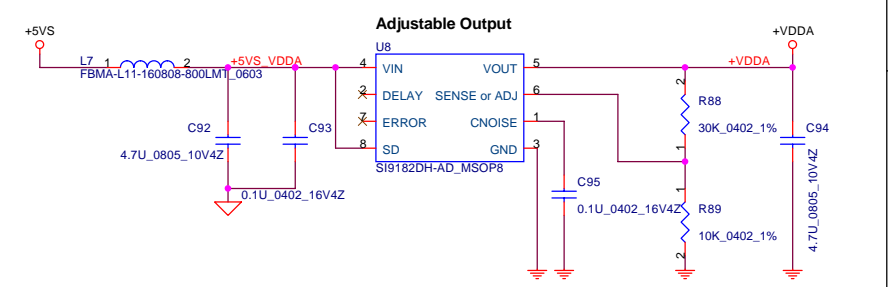 Adjustable Output
+5VS
+VDDA
U8
L7 1 2 +5VS_VDDA
FBMA-L11-160808-800LMT_0603
4 VIN VOUT 5
+VDDA
2 DELAY SENSE or ADJ 6
7 ERROR CNOISE 1
8 SD GND 3
SI9182DH-AD_MSOP8
2
R88
30K_0402_1%
1
C92
4.7U_0805_10V4Z
C93
0.1U_0402_16V4Z
C94
4.7U_0805_10V4Z
C95
0.1U_0402_16V4Z
1
R89
10K_0402_1%
2